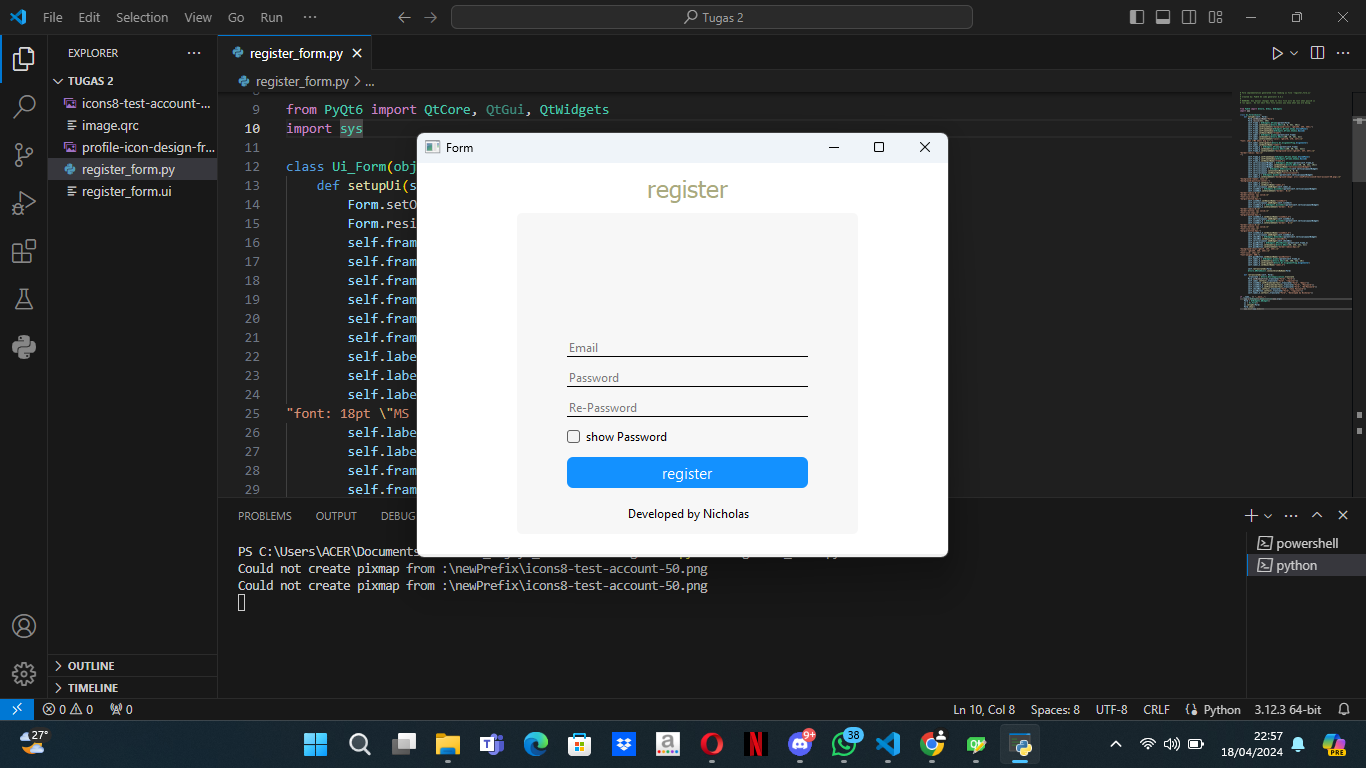 File Edit Selection View Go Run ··· Tugas 2
EXPLORER ···
TUGAS 2
icons8-test-account-...
image.qrc
profile-icon-design-fr...
register_form.py
register_form.ui
OUTLINE
TIMELINE
register_form.py
register_form.py > ...
9 from PyQt6 import QtCore, QtGui, QtWidgets
10 import sys
11
12 class Ui_Form(obj
13 def setupUi(s
14 Form.setO
15 Form.resi
16 self.fram
17 self.fram
18 self.fram
19 self.fram
20 self.fram
21 self.fram
22 self.labe
23 self.labe
24 self.labe
25 "font: 18pt \"MS
26 self.labe
27 self.labe
28 self.fram
29 self.fram
Form
register
Email
Password
Re-Password
show Password
register
Developed by Nicholas
PROBLEMS OUTPUT DEBUG
PS C:\Users\ACER\Documents
Could not create pixmap from :\newPrefix\icons8-test-account-50.png
Could not create pixmap from :\newPrefix\icons8-test-account-50.png
powershell
python
0 0 0 Ln 10, Col 8 Spaces: 8 UTF-8 CRLF Python 3.12.3 64-bit
27° 9+ 38 PRE
22:57
18/04/2024